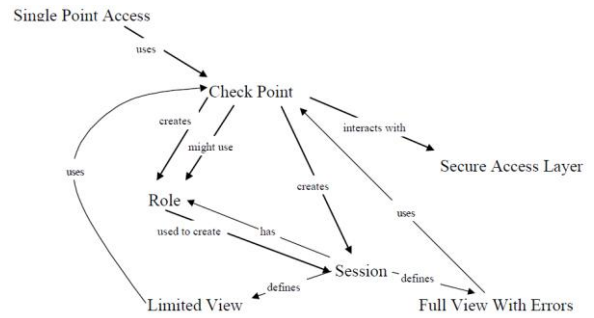 Single Point Access
uses
Check Point
creates
might use
interacts with
Secure Access Layer
uses
creates
Role
uses
used to create
has
Session
defines
defines
Limited View
Full View With Errors